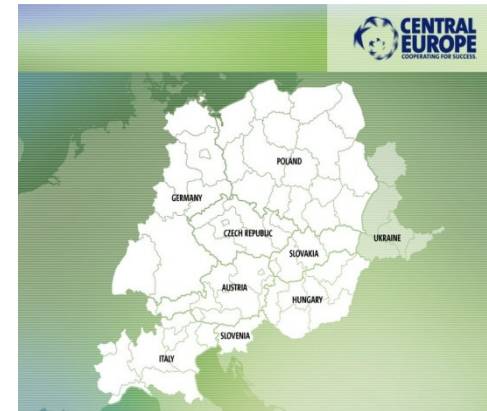 CENTRAL
EUROPE
COOPERATING FOR SUCCESS.
POLAND
GERMANY
CZECH REPUBLIC
UKRAINE
SLOVAKIA
AUSTRIA
HUNGARY
SLOVENIA
ITALY